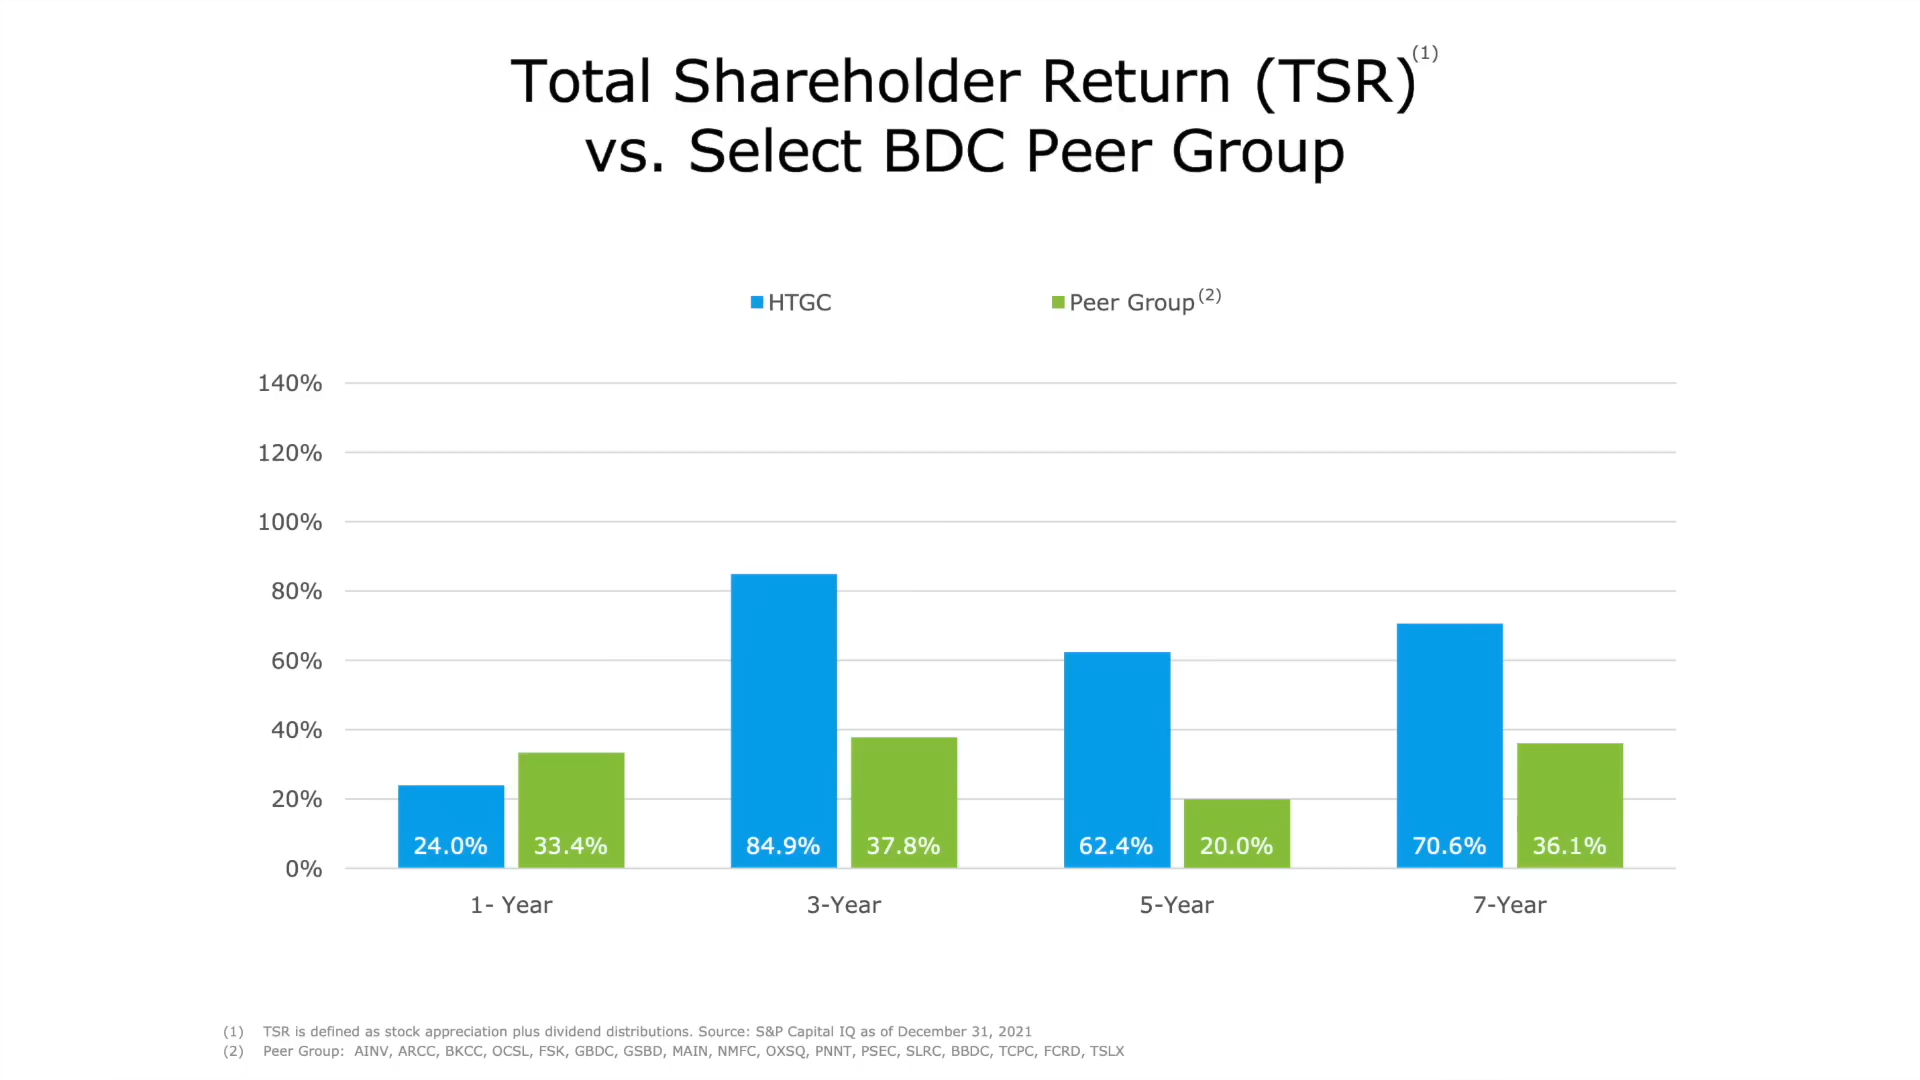 Total Shareholder Return (TSR)(1)
vs. Select BDC Peer Group
HTGC
Peer Group(2)
140%
120%
100%
80%
60%
40%
20%
0%
24.0% 33.4% 84.9% 37.8% 62.4% 20.0% 70.6% 36.1%
1- Year 3-Year 5-Year 7-Year
(1) TSR is defined as stock appreciation plus dividend distributions. Source: S&P Capital IQ as of December 31, 2021
(2) Peer Group: AINV, ARCC, BKCC, OCSL, FSK, GBDC, GSBD, MAIN, NMFC, OXSQ, PNNT, PSEC, SLRC, BBDC, TCPC, FCRD, TSLX